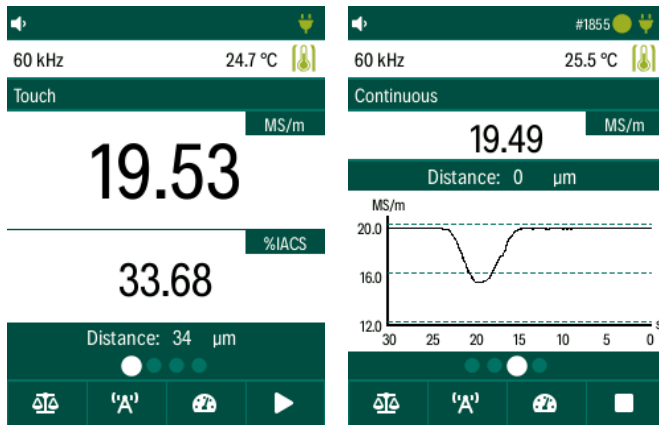 60 kHz 24.7 °C
Touch
MS/m
19.53
%IACS
33.68
Distance: 34 µm
'A'
#1855
60 kHz 25.5 °C
Continuous
MS/m
19.49
Distance: 0 µm
MS/m
20.0
16.0
12.0
s
30 25 20 15 10 5 0
'A'